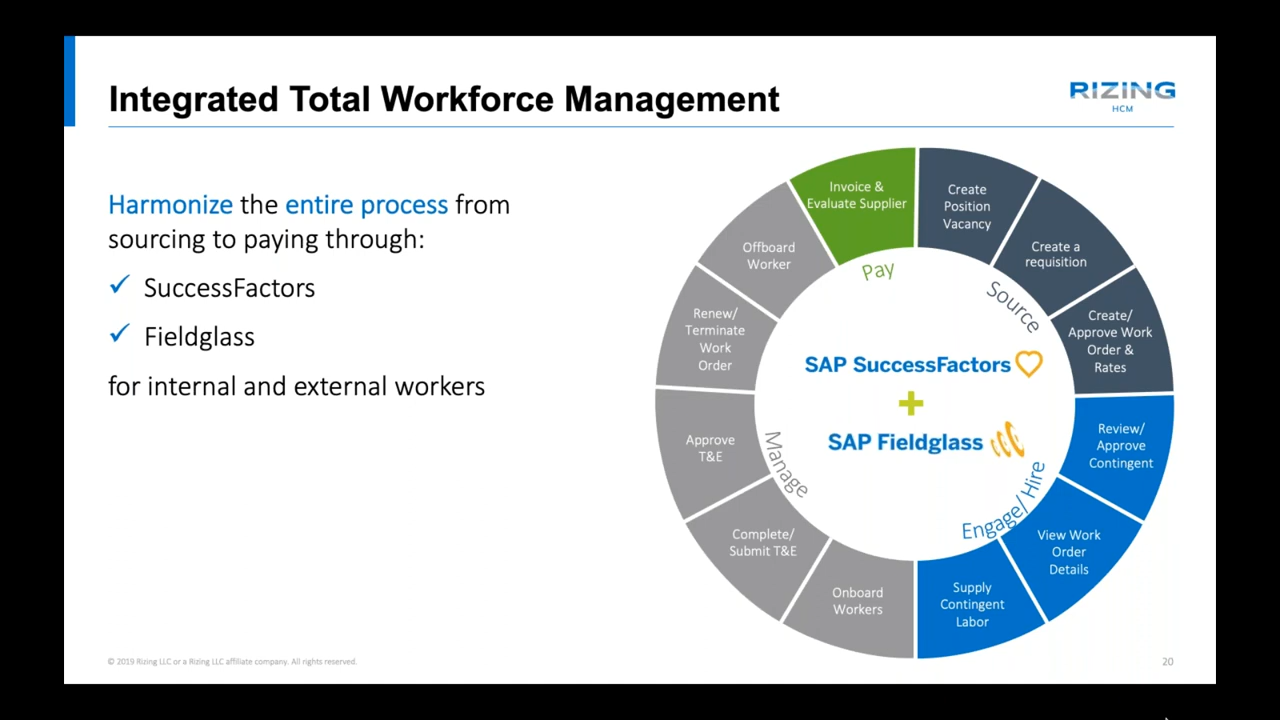 Integrated Total Workforce Management
RIZING
HCM
Harmonize the entire process from
sourcing to paying through:
✓ SuccessFactors
✓ Fieldglass
for internal and external workers
Invoice &
Evaluate Supplier
Create
Position
Vacancy
Create a
requisition
Create/
Approve Work
Order &
Rates
Review/
Approve
Contingent
View Work
Order
Details
Supply
Contingent
Labor
Onboard
Workers
Complete/
Submit T&E
Approve
T&E
Renew/
Terminate
Work
Order
Offboard
Worker
Pay
Source
Engage/ Hire
Manage
SAP SuccessFactors
+
SAP Fieldglass
© 2019 Rizing LLC or a Rizing LLC affiliate company. All rights reserved.
20